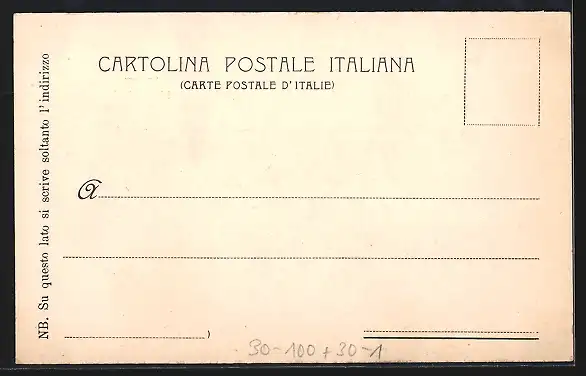 CARTOLINA POSTALE ITALIANA
(CARTE POSTALE D'ITALIE)
NB. Su questo lato si scrive soltanto l'indirizzo
A
)
30-100+30-1